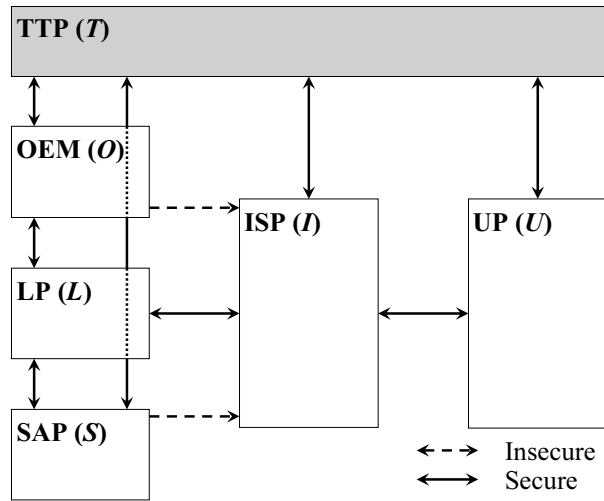 TTP (T)
OEM (O)
ISP (I)
UP (U)
LP (L)
SAP (S)
Insecure
Secure